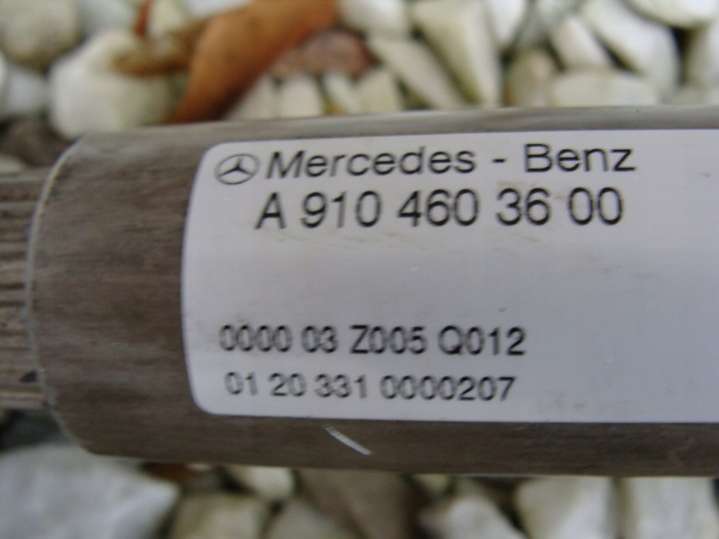 Mercedes - Benz
A 910 460 36 00
0000 03 Z005 Q012
01 20 331 0000207